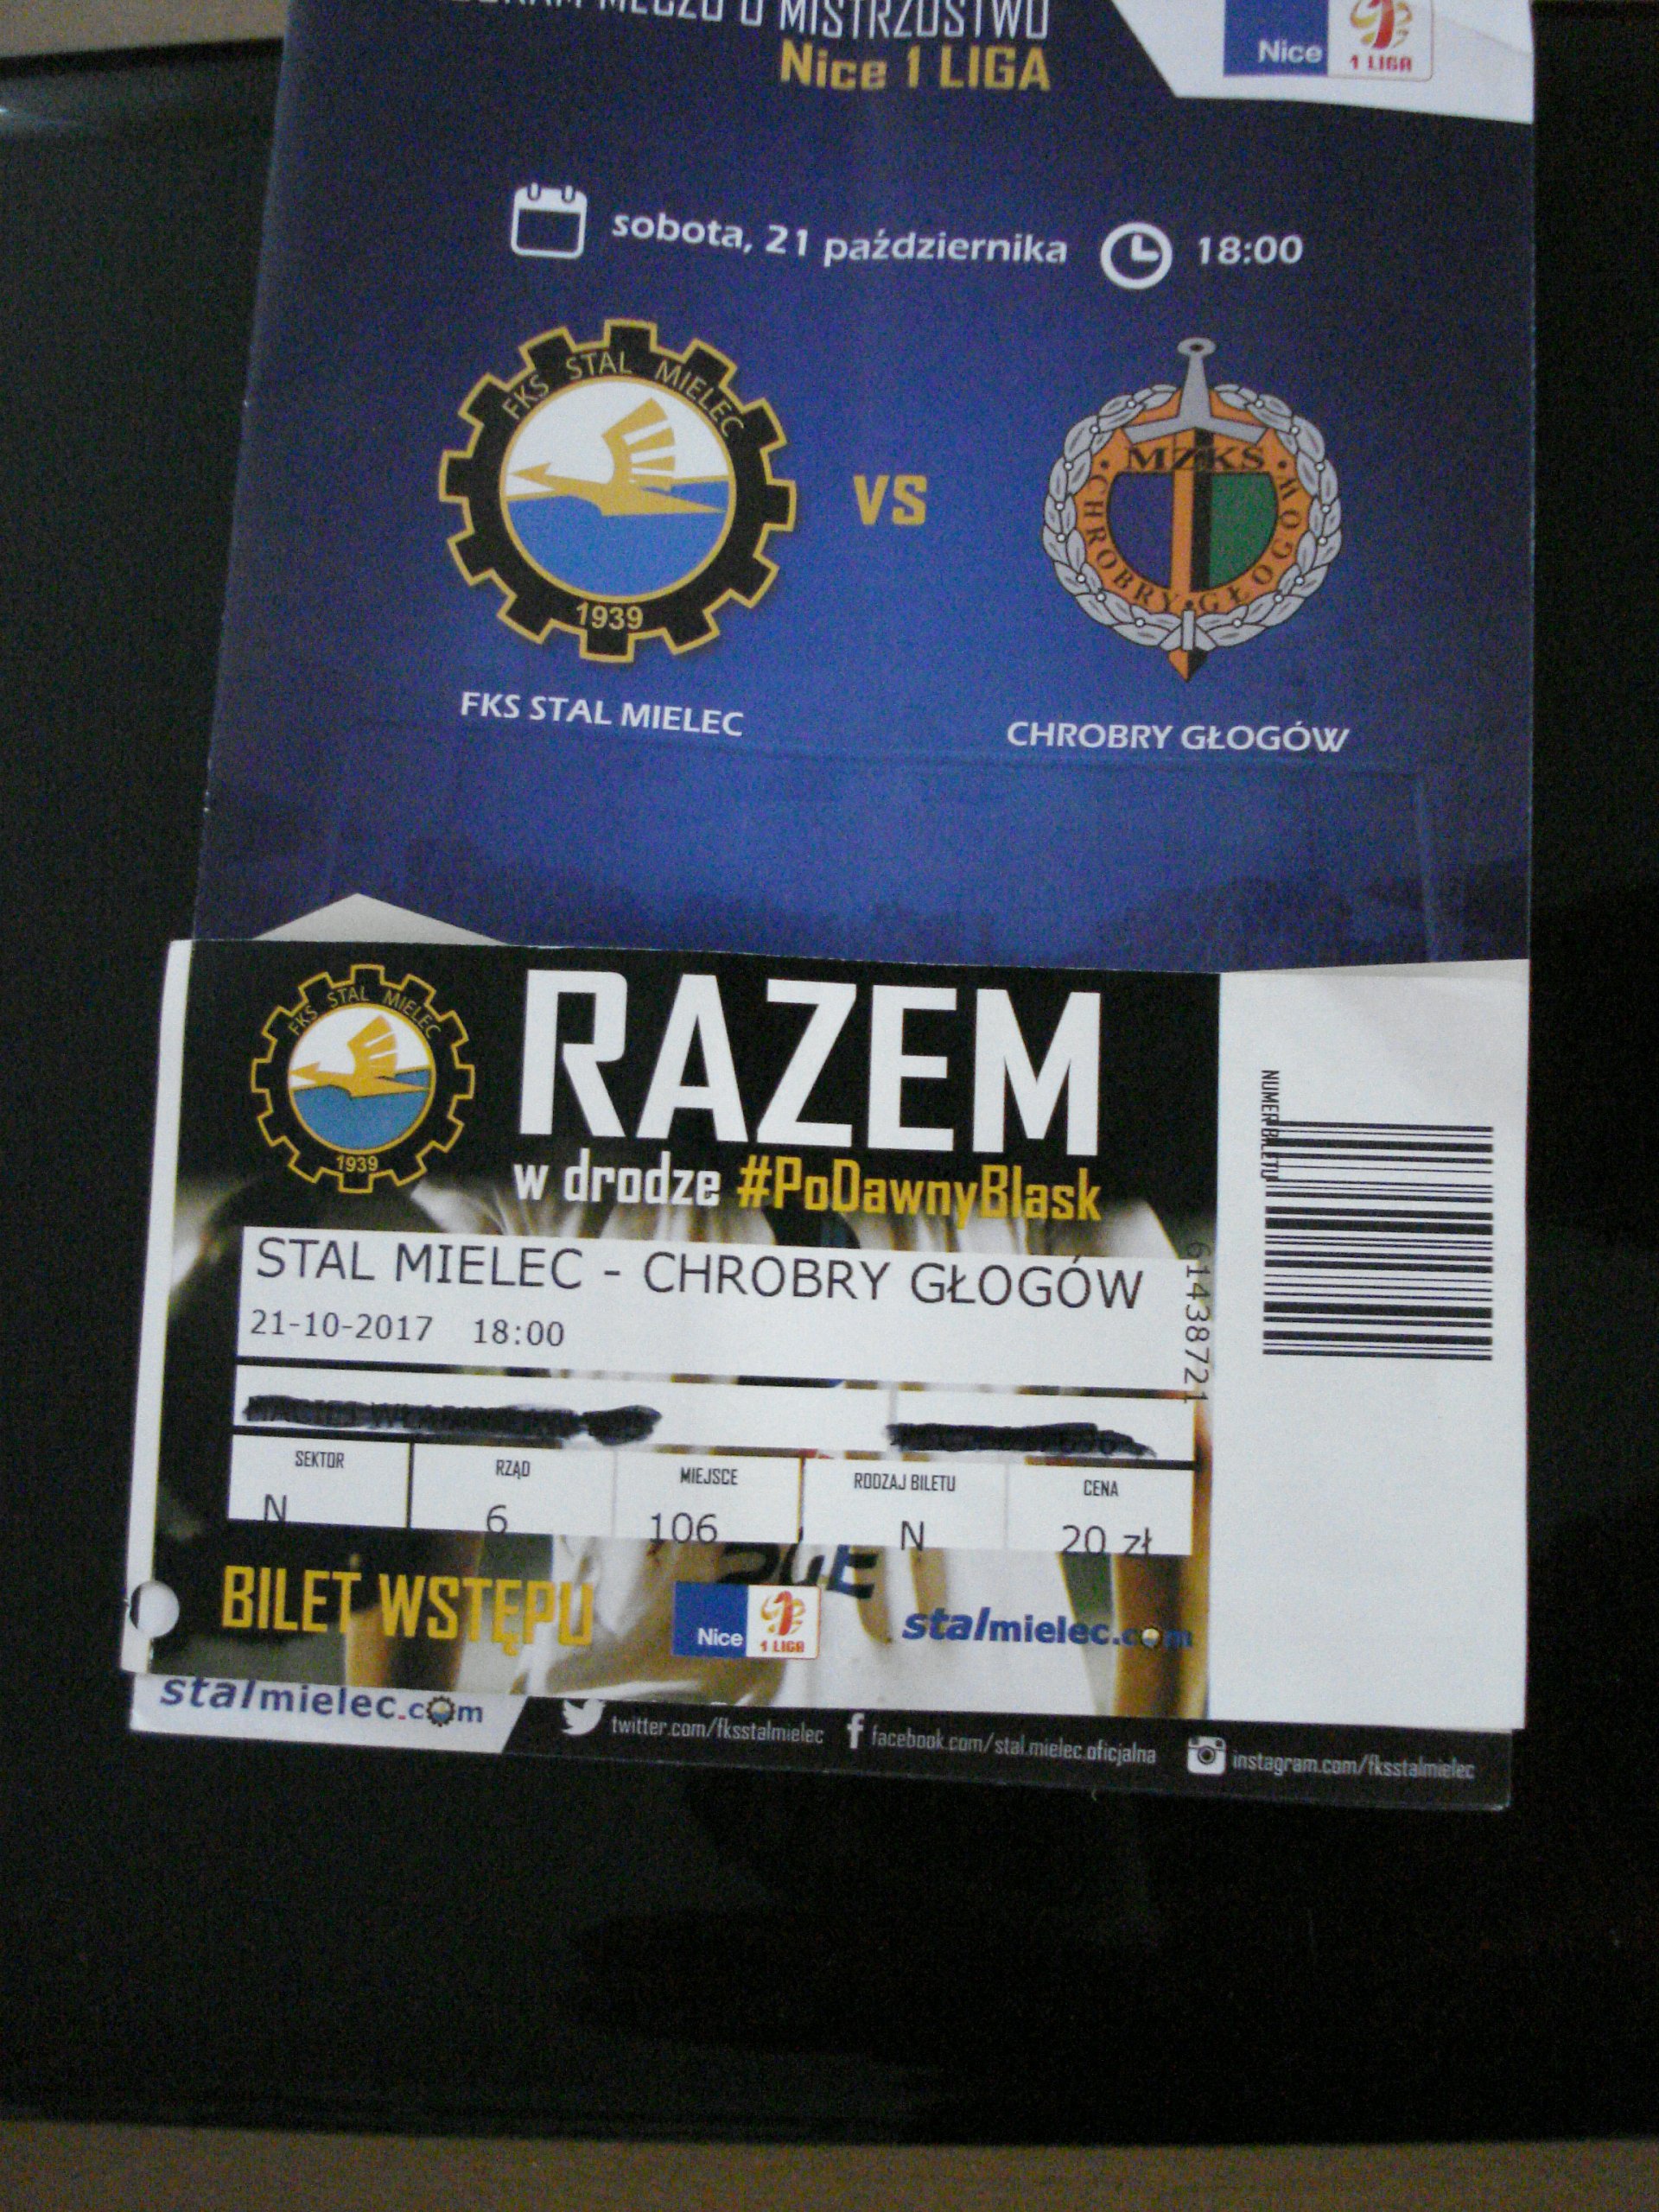 MECZU O MISTRZOSTWO
Nice 1 LIGA
Nice
1 LIGA
sobota, 21 października
18:00
FKS STAL MIELEC
1939
VS
MZKS
CHROBRY GŁOGÓW
FKS STAL MIELEC
CHROBRY GŁOGÓW
FKS STAL MIELEC
1939
RAZEM
w drodze #PoDawnyBlask
STAL MIELEC - CHROBRY GŁOGÓW
21-10-2017 18:00
61438721
NUMER BILETU
SEKTOR RZĄD MIEJSCE RODZAJ BILETU CENA
N 6 106 N 20 zł
BILET WSTĘPU
Nice
1 LIGA
stalmielec.com
stalmielec.com
twitter.com/fksstalmielec
facebook.com/stal.mielec.oficjalna
instagram.com/fksstalmielec